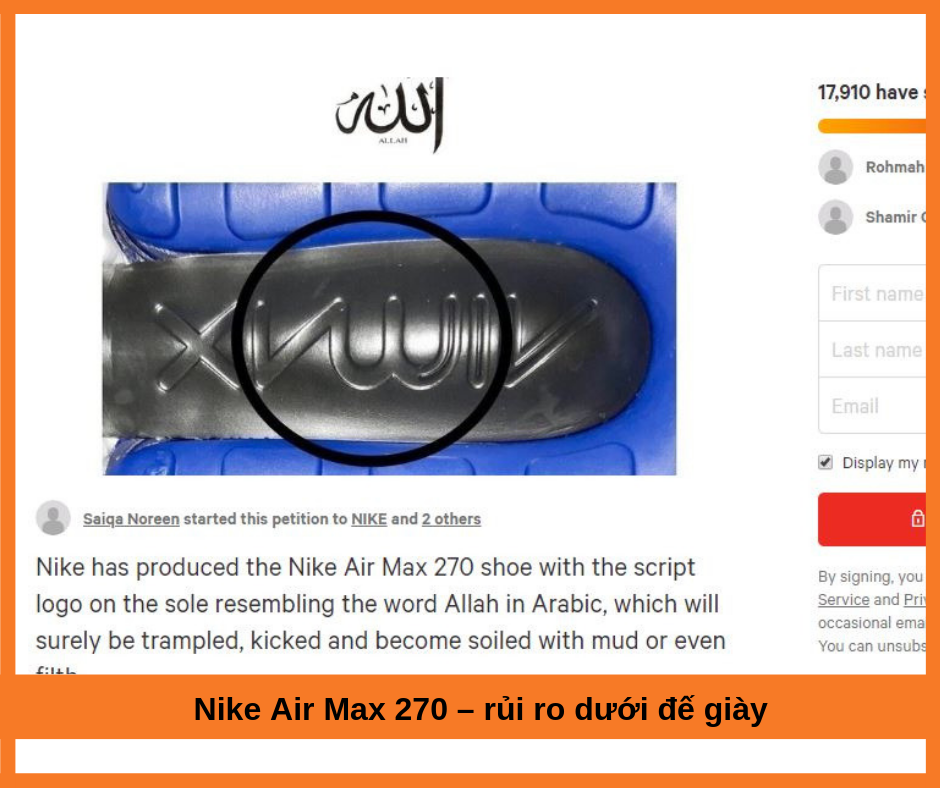 الله
ALLAH
17,910 have
Rohmah
Shamir
First name
Last name
Email
Display my
Saiqa Noreen started this petition to NIKE and 2 others
Nike has produced the Nike Air Max 270 shoe with the script
logo on the sole resembling the word Allah in Arabic, which will
surely be trampled, kicked and become soiled with mud or even
By signing, you
Service and
occasional
You can
Nike Air Max 270 – rủi ro dưới đế giày